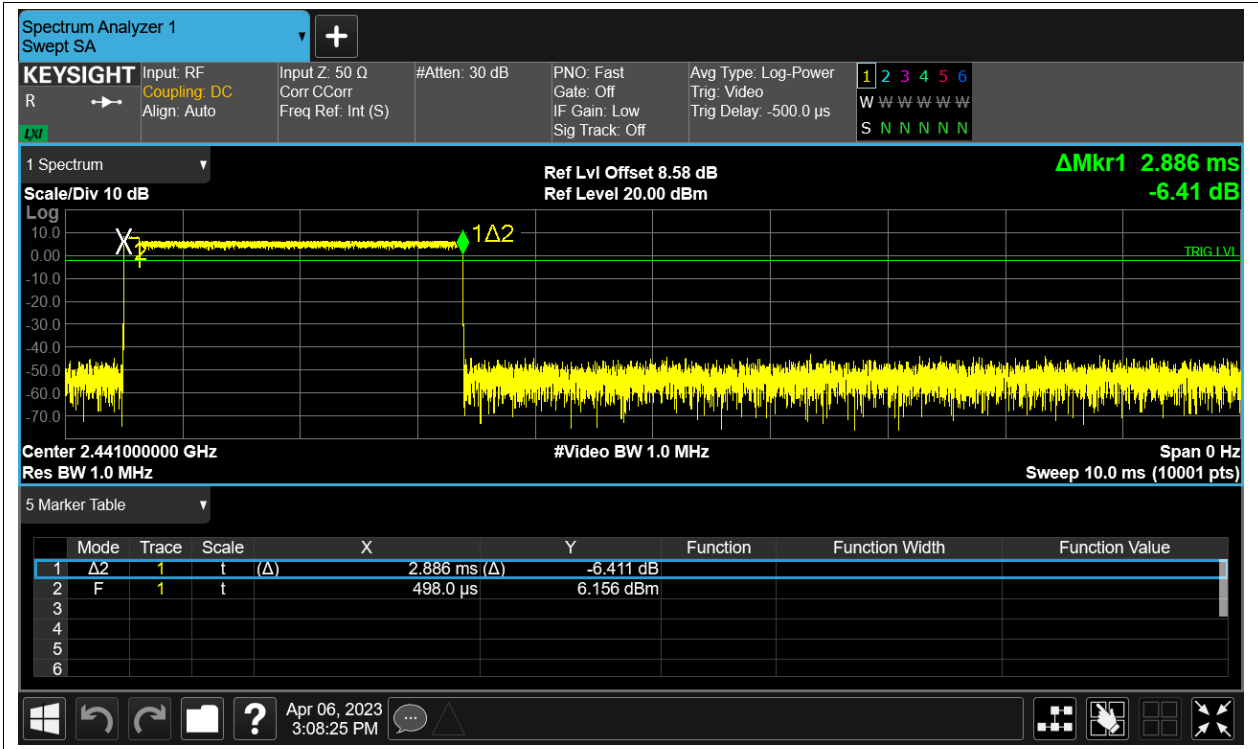 Spectrum Analyzer 1
Swept SA
KEYSIGHT Input: RF Input Z: 50 Ω #Atten: 30 dB PNO: Fast Avg Type: Log-Power 1 2 3 4 5 6
R Coupling: DC Corr CCorr Gate: Off Trig: Video W W W W W W
Align: Auto Freq Ref: Int (S) IF Gain: Low Trig Delay: -500.0 µs
LXI Sig Track: Off S N N N N N
1 Spectrum Ref Lvl Offset 8.58 dB ΔMkr1 2.886 ms
Scale/Div 10 dB Ref Level 20.00 dBm -6.41 dB
Log
10.0 X 2 1Δ2
0.00 TRIG LVL
-10.0
-20.0
-30.0
-40.0
-50.0
-60.0
-70.0
Center 2.441000000 GHz #Video BW 1.0 MHz Span 0 Hz
Res BW 1.0 MHz Sweep 10.0 ms (10001 pts)
5 Marker Table
Mode Trace Scale X Y Function Function Width Function Value
1 Δ2 1 t (Δ) 2.886 ms (Δ) -6.411 dB
2 F 1 t 498.0 µs 6.156 dBm
3
4
5
6
? Apr 06, 2023
3:08:25 PM